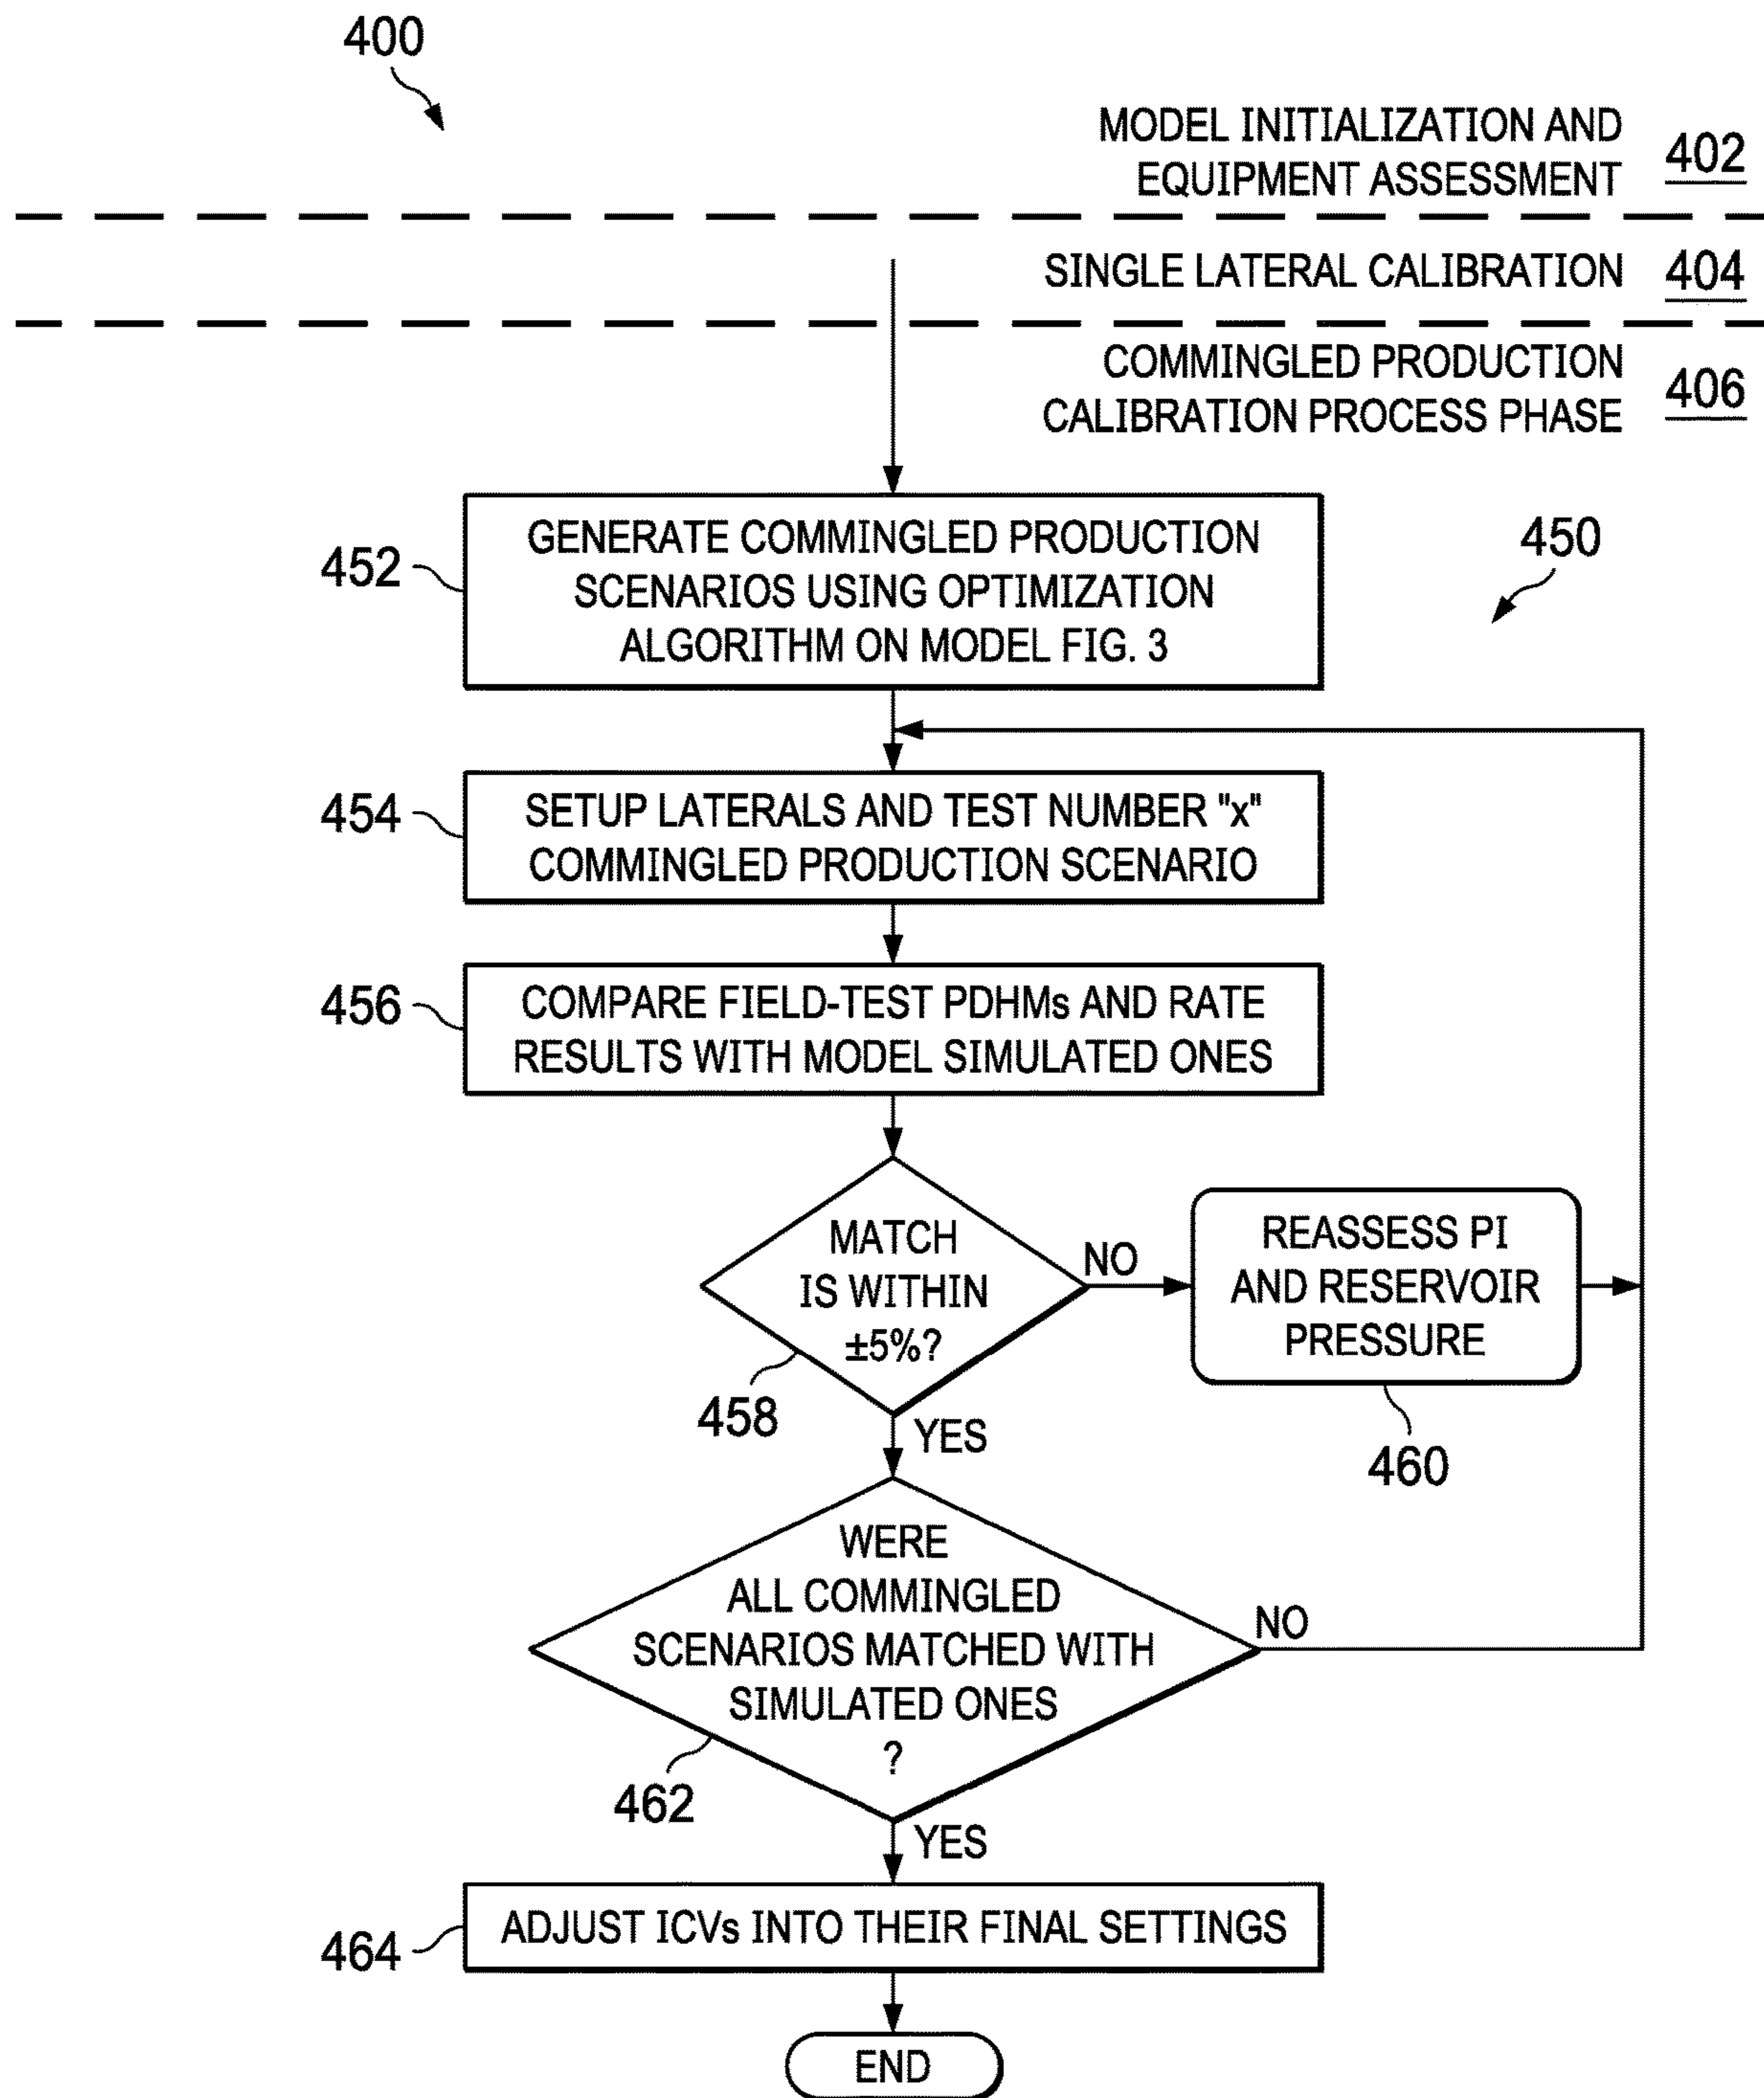 400
MODEL INITIALIZATION AND
EQUIPMENT ASSESSMENT
402
SINGLE LATERAL CALIBRATION
404
COMMINGLED PRODUCTION
CALIBRATION PROCESS PHASE
406
450
452
GENERATE COMMINGLED PRODUCTION
SCENARIOS USING OPTIMIZATION
ALGORITHM ON MODEL FIG. 3
454
SETUP LATERALS AND TEST NUMBER "x"
COMMINGLED PRODUCTION SCENARIO
456
COMPARE FIELD-TEST PDHMs AND RATE
RESULTS WITH MODEL SIMULATED ONES
MATCH
IS WITHIN
±5%?
458
NO
REASSESS PI
AND RESERVOIR
PRESSURE
460
YES
WERE
ALL COMMINGLED
SCENARIOS MATCHED WITH
SIMULATED ONES
?
462
NO
YES
464
ADJUST ICVs INTO THEIR FINAL SETTINGS
END